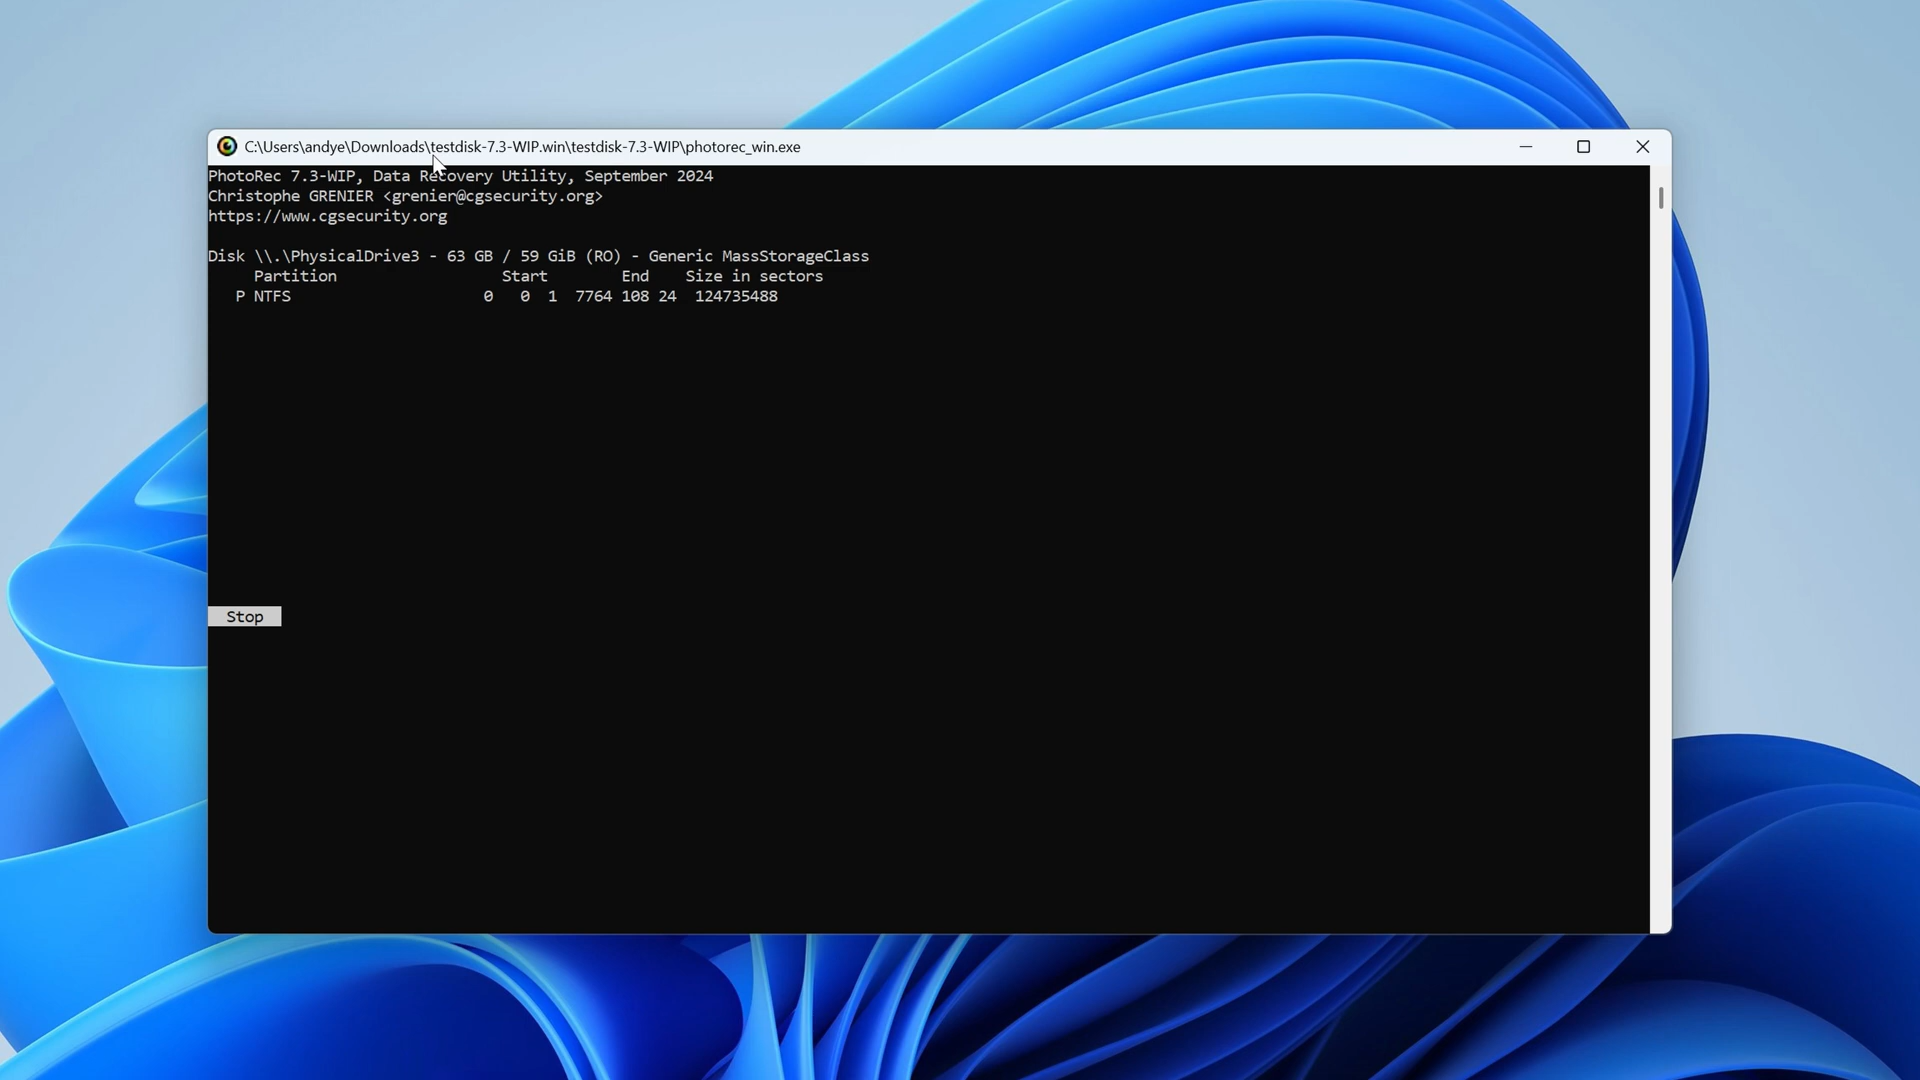 C:\Users\andye\Downloads\testdisk-7.3-WIP.win\testdisk-7.3-WIP\photorec_win.exe
PhotoRec 7.3-WIP, Data Recovery Utility, September 2024
Christophe GRENIER <grenier@cgsecurity.org>
https://www.cgsecurity.org
Disk \\.\PhysicalDrive3 - 63 GB / 59 GiB (RO) - Generic MassStorageClass
Partition Start End Size in sectors
P NTFS 0 0 1 7764 108 24 124735488
Stop